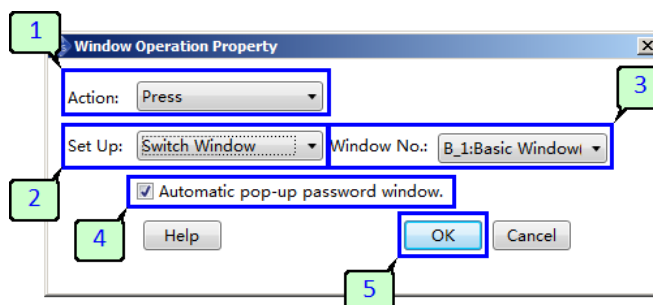 1
Window Operation Property
Action: Press
3
Set Up: Switch Window Window No.: B_1:Basic Window(
2
Automatic pop-up password window.
4
Help OK Cancel
5